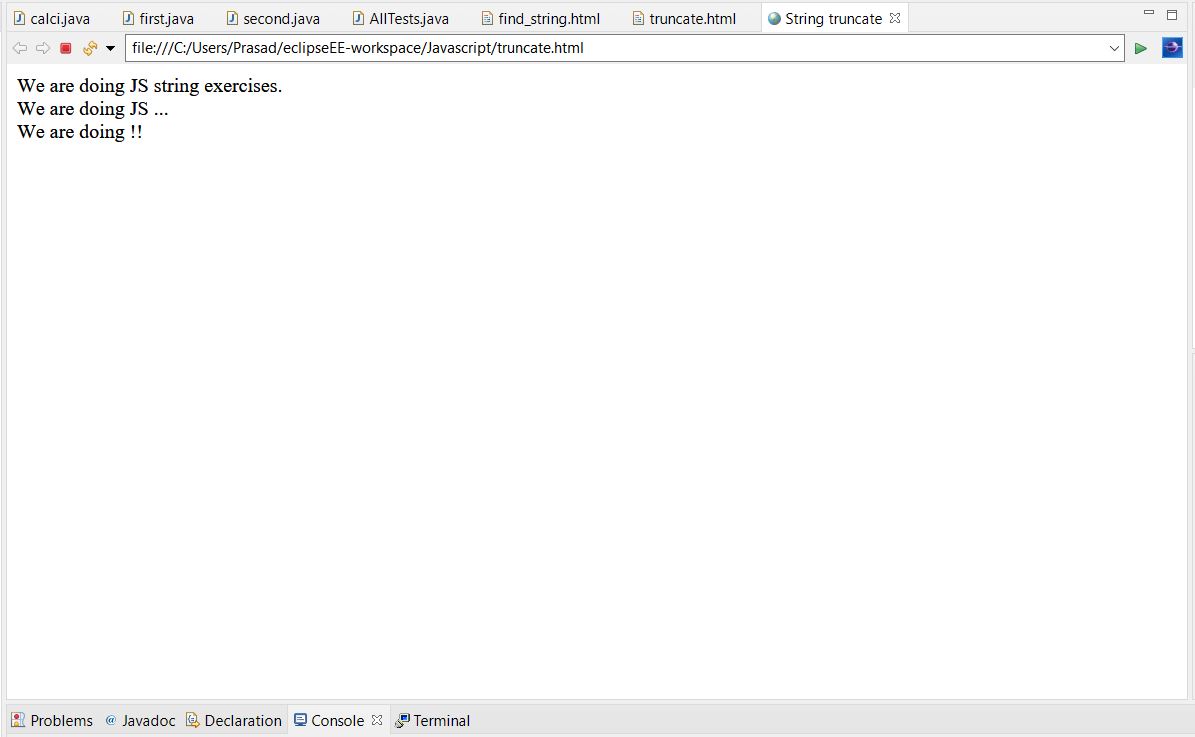 calci.java first.java second.java AllTests.java find_string.html truncate.html String truncate
file:///C:/Users/Prasad/eclipseEE-workspace/Javascript/truncate.html
We are doing JS string exercises.
We are doing JS ...
We are doing !!
Problems @ Javadoc Declaration Console Terminal